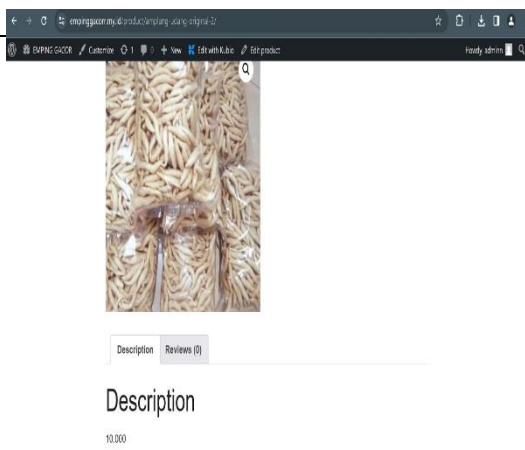 empinggacor.my.id/product/amplang-udang-original-2/
EMPING GACOR Customize 1 0 New Edit with Kubio Edit product Howdy, adminn
Description Reviews (0)
Description
10.000